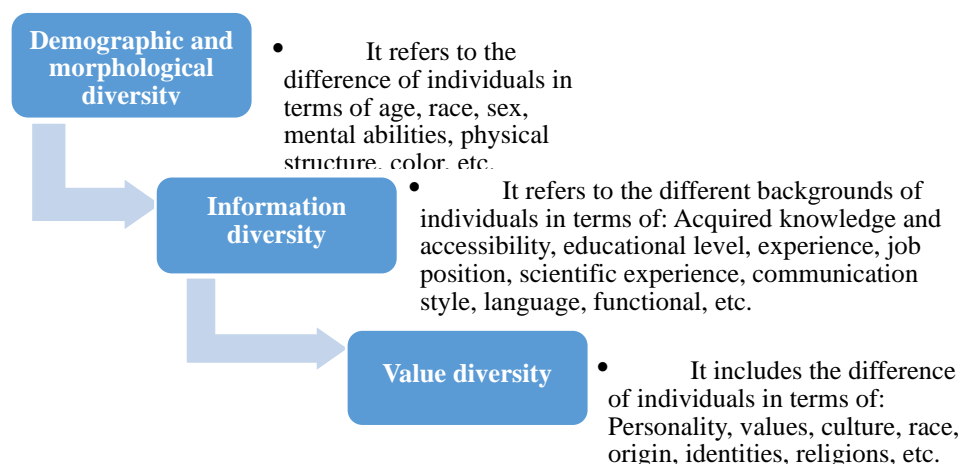 Demographic and
morphological
diversity
• It refers to the
difference of individuals in
terms of age, race, sex,
mental abilities, physical
structure, color, etc.
Information
diversity
• It refers to the different backgrounds of
individuals in terms of: Acquired knowledge and
accessibility, educational level, experience, job
position, scientific experience, communication
style, language, functional, etc.
Value diversity
• It includes the difference
of individuals in terms of:
Personality, values, culture, race,
origin, identities, religions, etc.